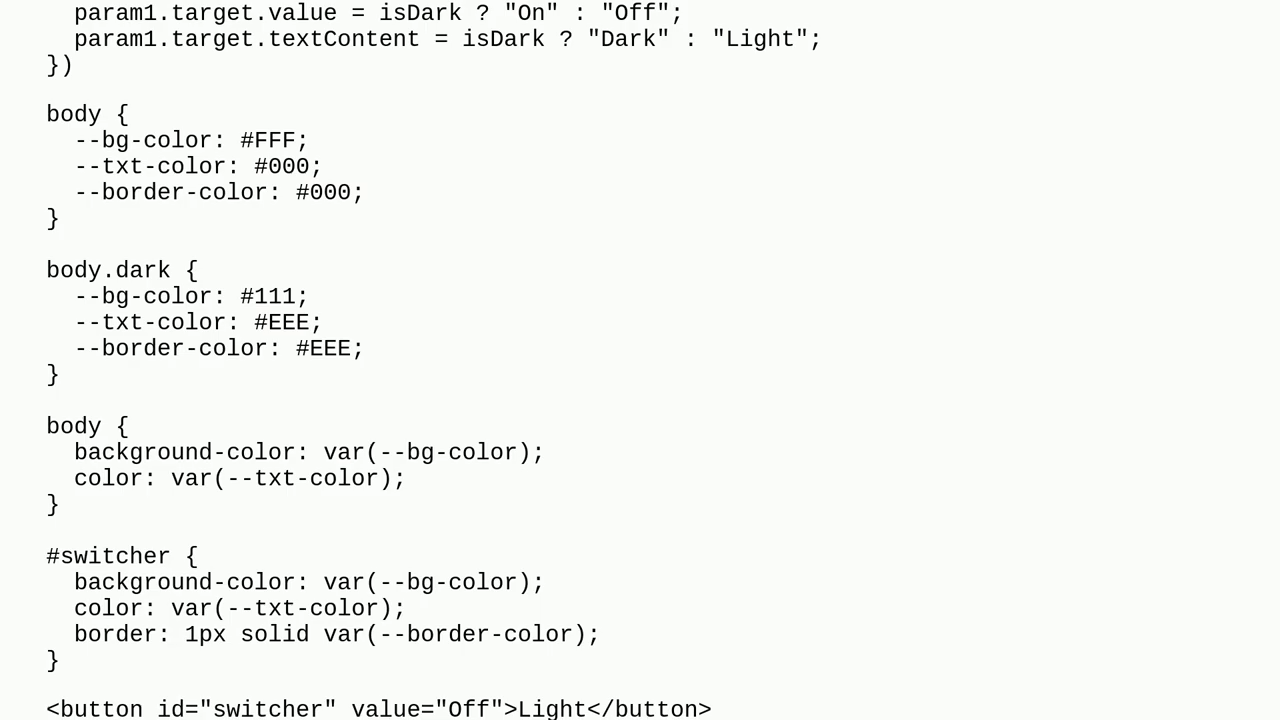 param1.target.value = isDark ? "On" : "Off";
param1.target.textContent = isDark ? "Dark" : "Light";
})
body {
--bg-color: #FFF;
--txt-color: #000;
--border-color: #000;
}
body.dark {
--bg-color: #111;
--txt-color: #EEE;
--border-color: #EEE;
}
body {
background-color: var(--bg-color);
color: var(--txt-color);
}
#switcher {
background-color: var(--bg-color);
color: var(--txt-color);
border: 1px solid var(--border-color);
}
<button id="switcher" value="Off">Light</button>